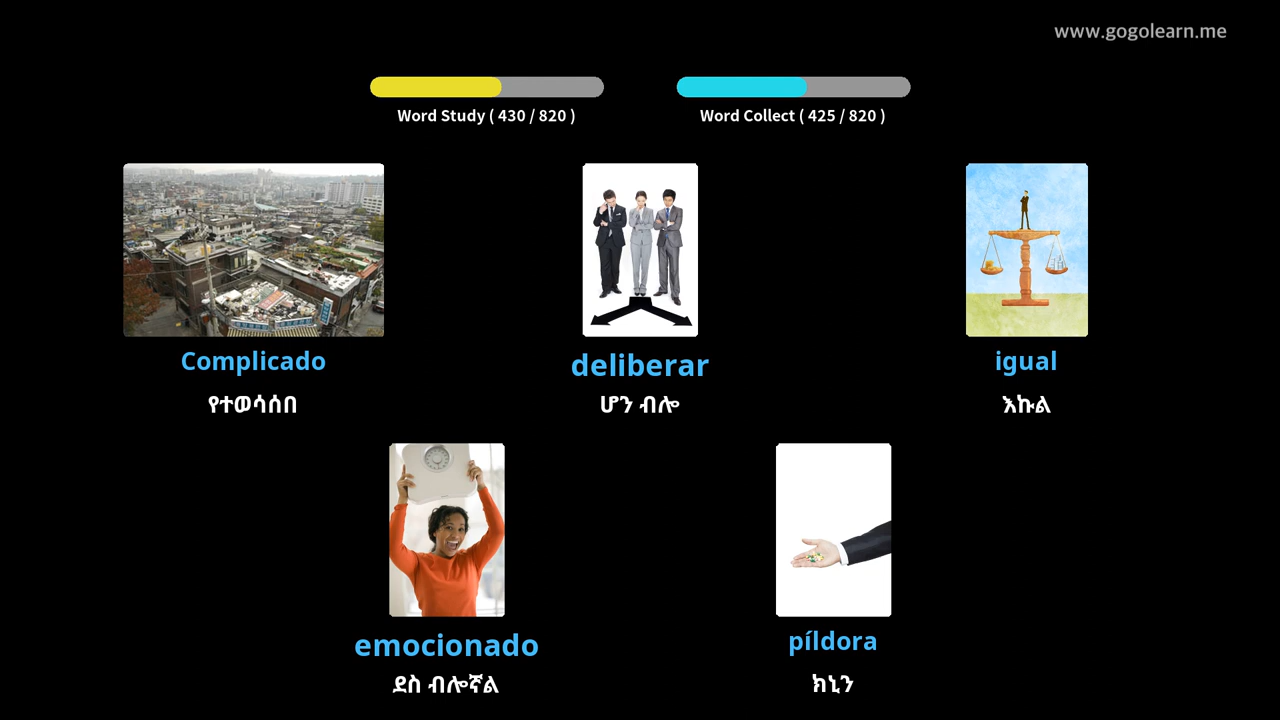 www.gogolearn.me
Word Study ( 430 / 820 )
Word Collect ( 425 / 820 )
Complicado
deliberar
igual
የተወሳሰበ
ሆን ብሎ
እኩል
emocionado
píldora
ደስ ብሎኛል
ክኒን